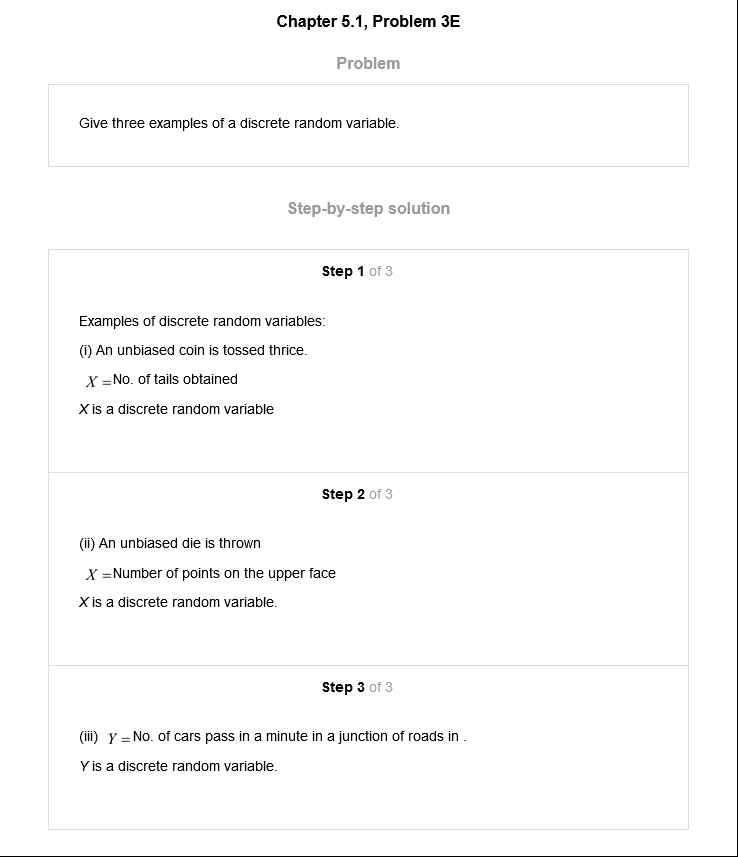 Chapter 5.1, Problem 3E
Problem
Give three examples of a discrete random variable.
Step-by-step solution
Step 1 of 3
Examples of discrete random variables:
(i) An unbiased coin is tossed thrice.
X = No. of tails obtained
X is a discrete random variable
Step 2 of 3
(ii) An unbiased die is thrown
X = Number of points on the upper face
X is a discrete random variable.
Step 3 of 3
(iii) Y = No. of cars pass in a minute in a junction of roads in .
Y is a discrete random variable.